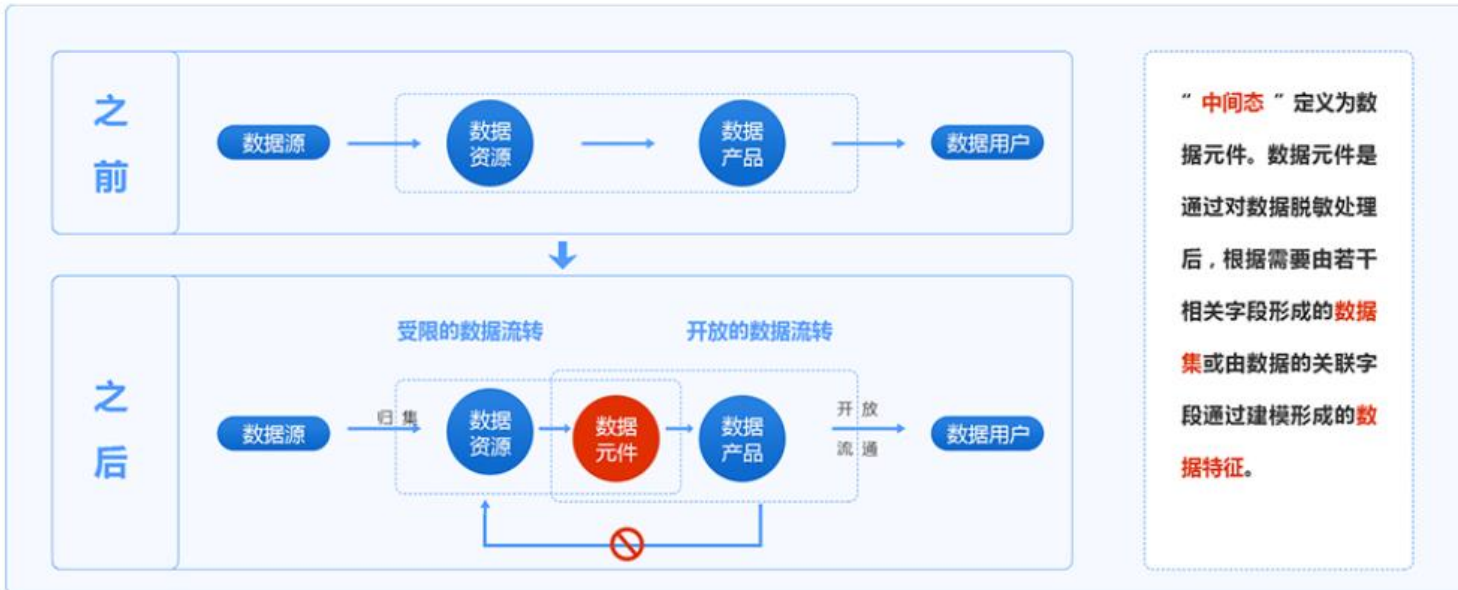 之
前
数据源
数据
资源
数据
产品
数据用户
之
后
受限的数据流转
开放的数据流转
数据源
归集
数据
资源
数据
元件
数据
产品
开放
流通
数据用户
“中间态”定义为数
据元件。数据元件是
通过对数据脱敏处理
后，根据需要由若干
相关字段形成的数据
集或由数据的关联字
段通过建模形成的数
据特征。